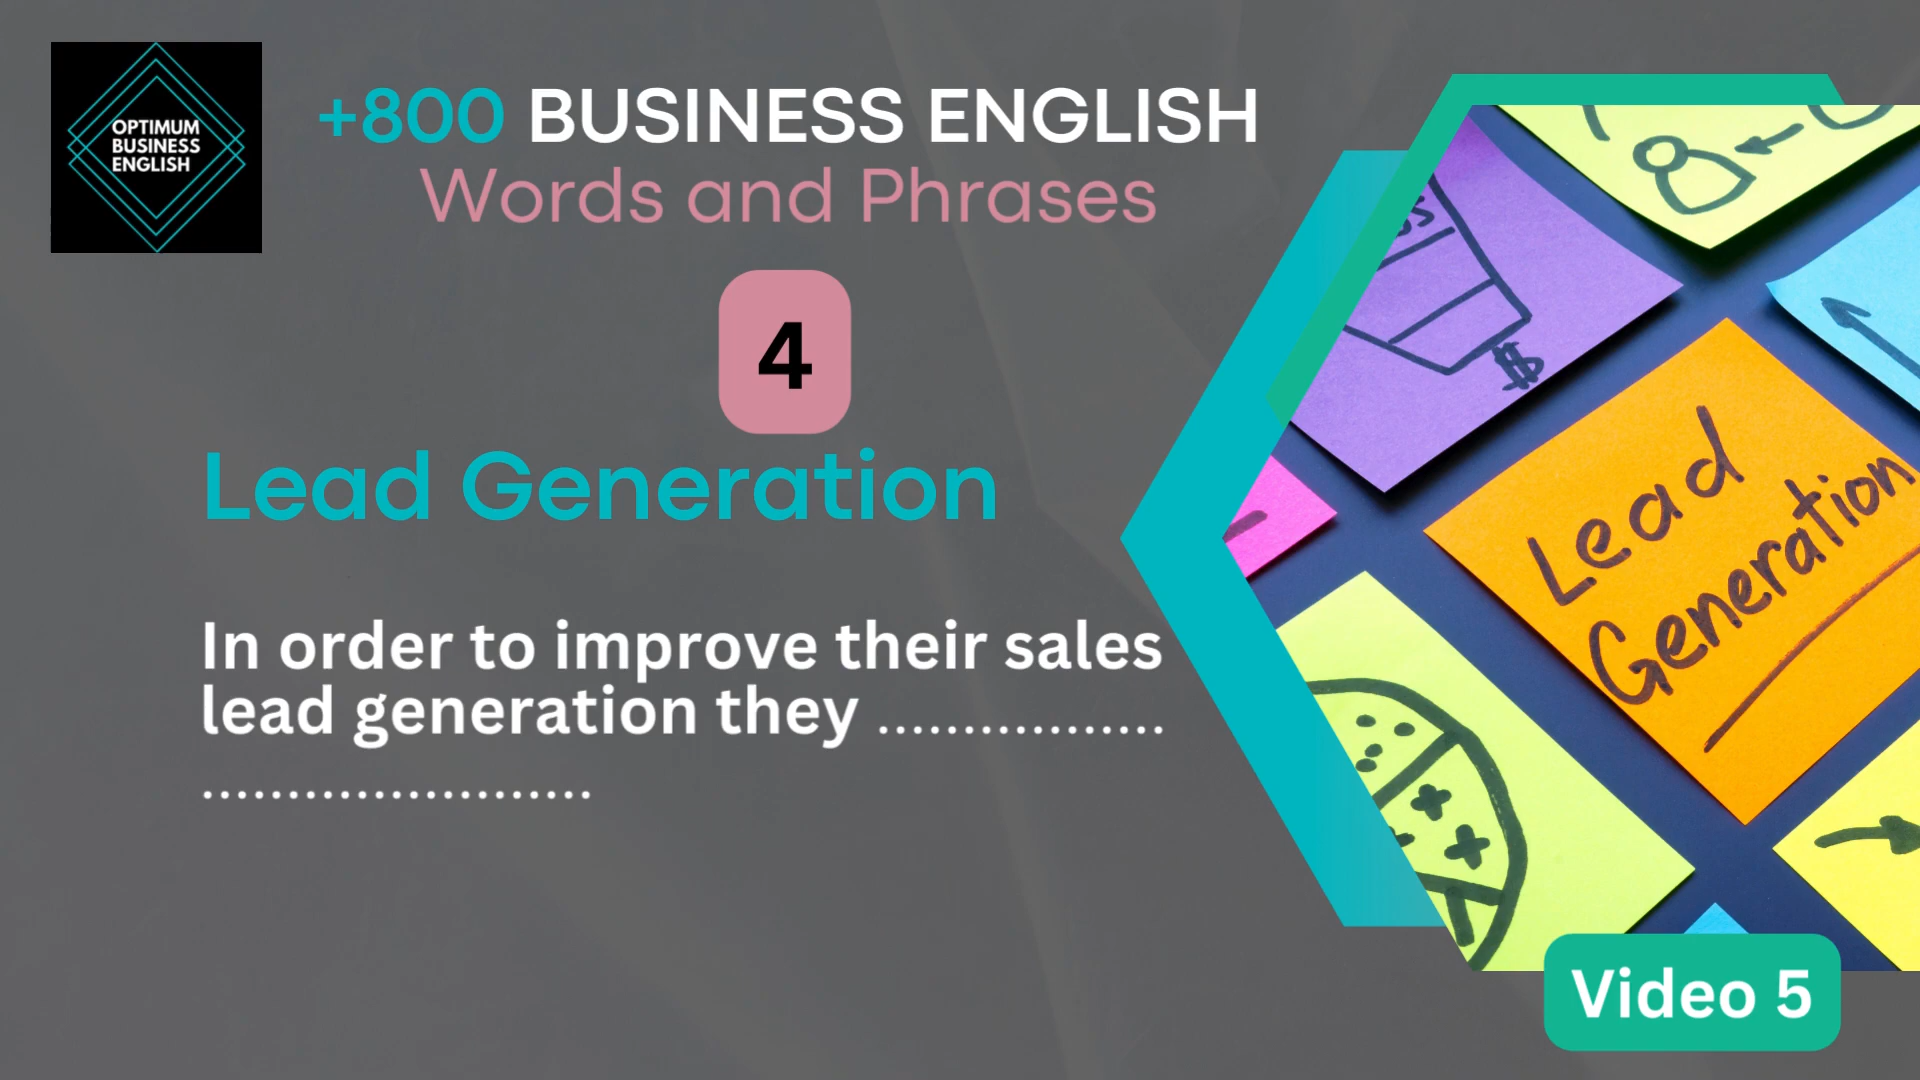 OPTIMUM
BUSINESS
ENGLISH
+800 BUSINESS ENGLISH
Words and Phrases
4
Lead Generation
In order to improve their sales
lead generation they .................
.......................
$
$
Lead
Generation
Video 5